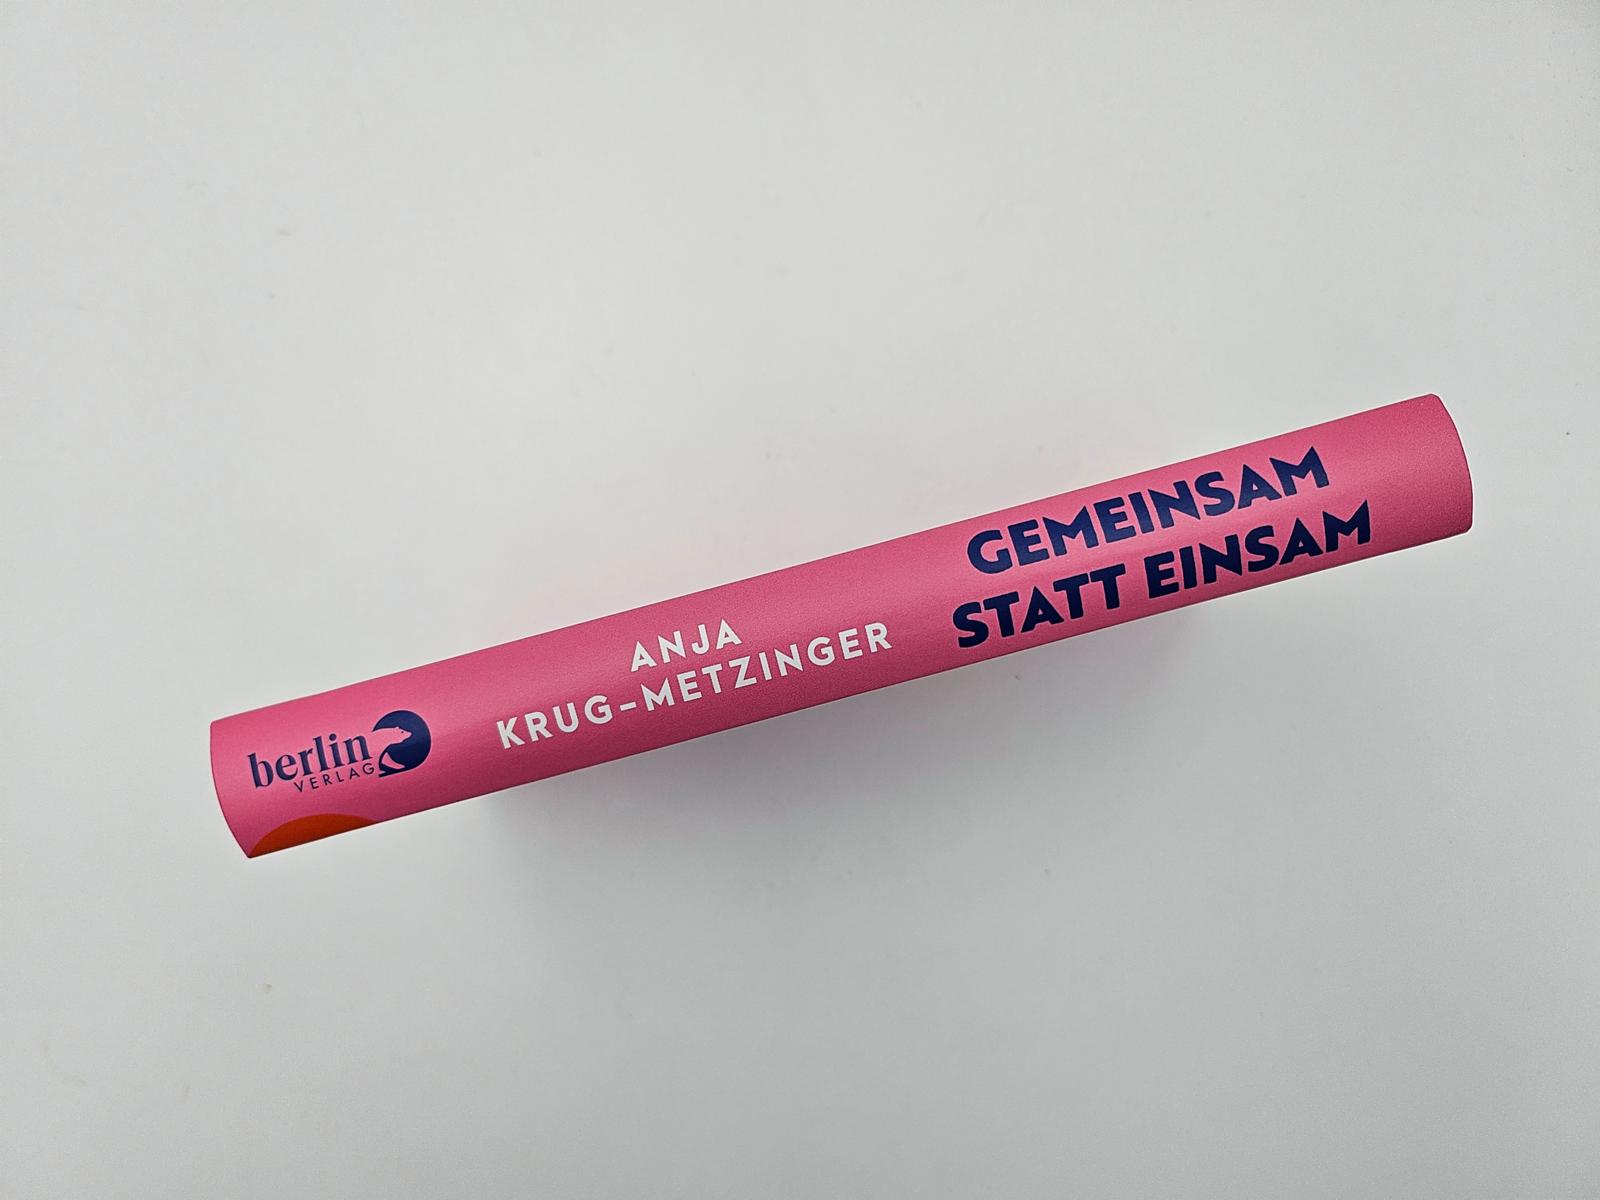 berlin
VERLAG
ANJA
KRUG-METZINGER
GEMEINSAM
STATT EINSAM